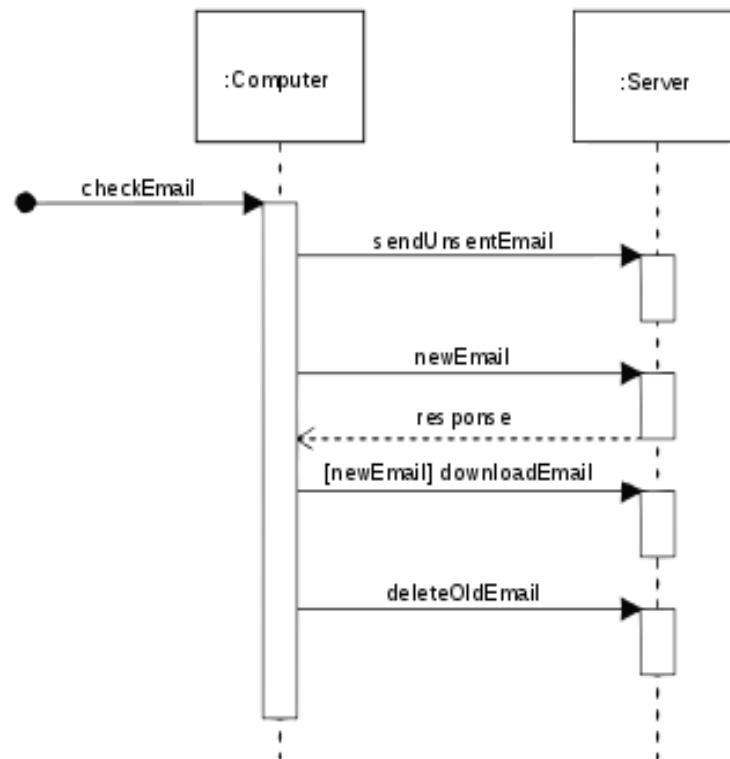 :Computer
:Server
checkEmail
sendUnsentEmail
newEmail
response
[newEmail] downloadEmail
deleteOldEmail